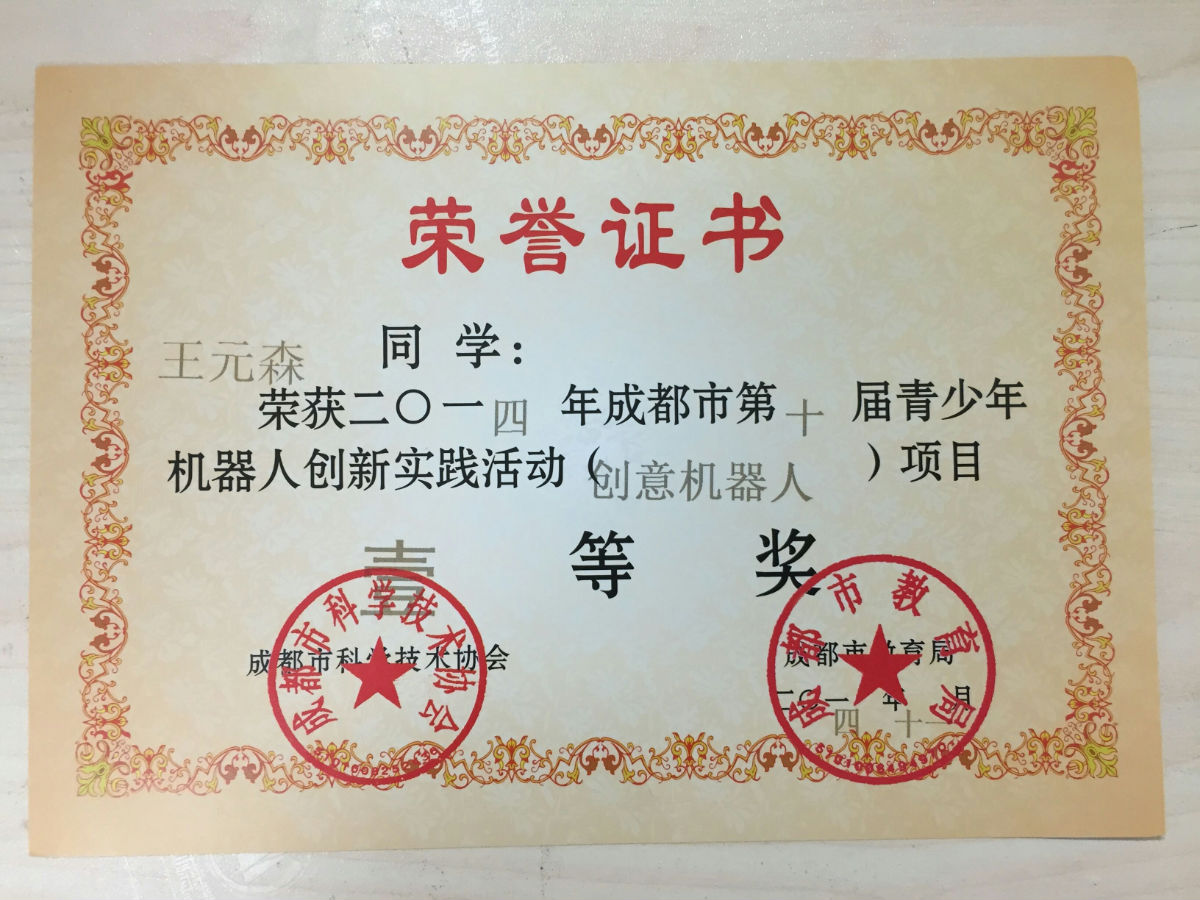 荣誉证书
王元森 同学：
荣获二〇一四年成都市第十届青少年
机器人创新实践活动（创意机器人）项目
壹等奖
成都市科学技术协会
成都市教育局
二〇一四年十一月
成都市科学技术协会
成都市教育局